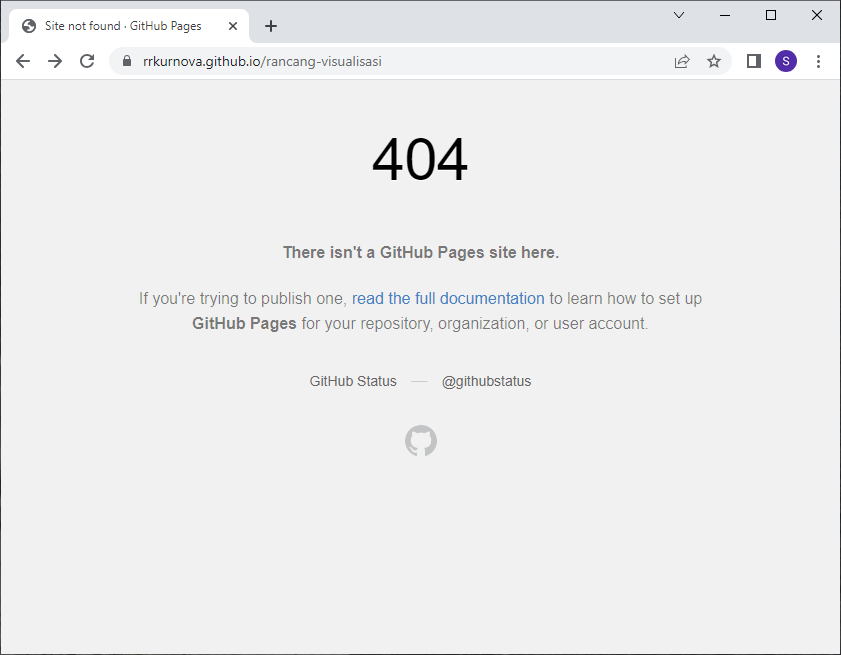 Site not found · GitHub Pages
rrkurnova.github.io/rancang-visualisasi
S
404
There isn't a GitHub Pages site here.
If you're trying to publish one, read the full documentation to learn how to set up
GitHub Pages for your repository, organization, or user account.
GitHub Status — @githubstatus